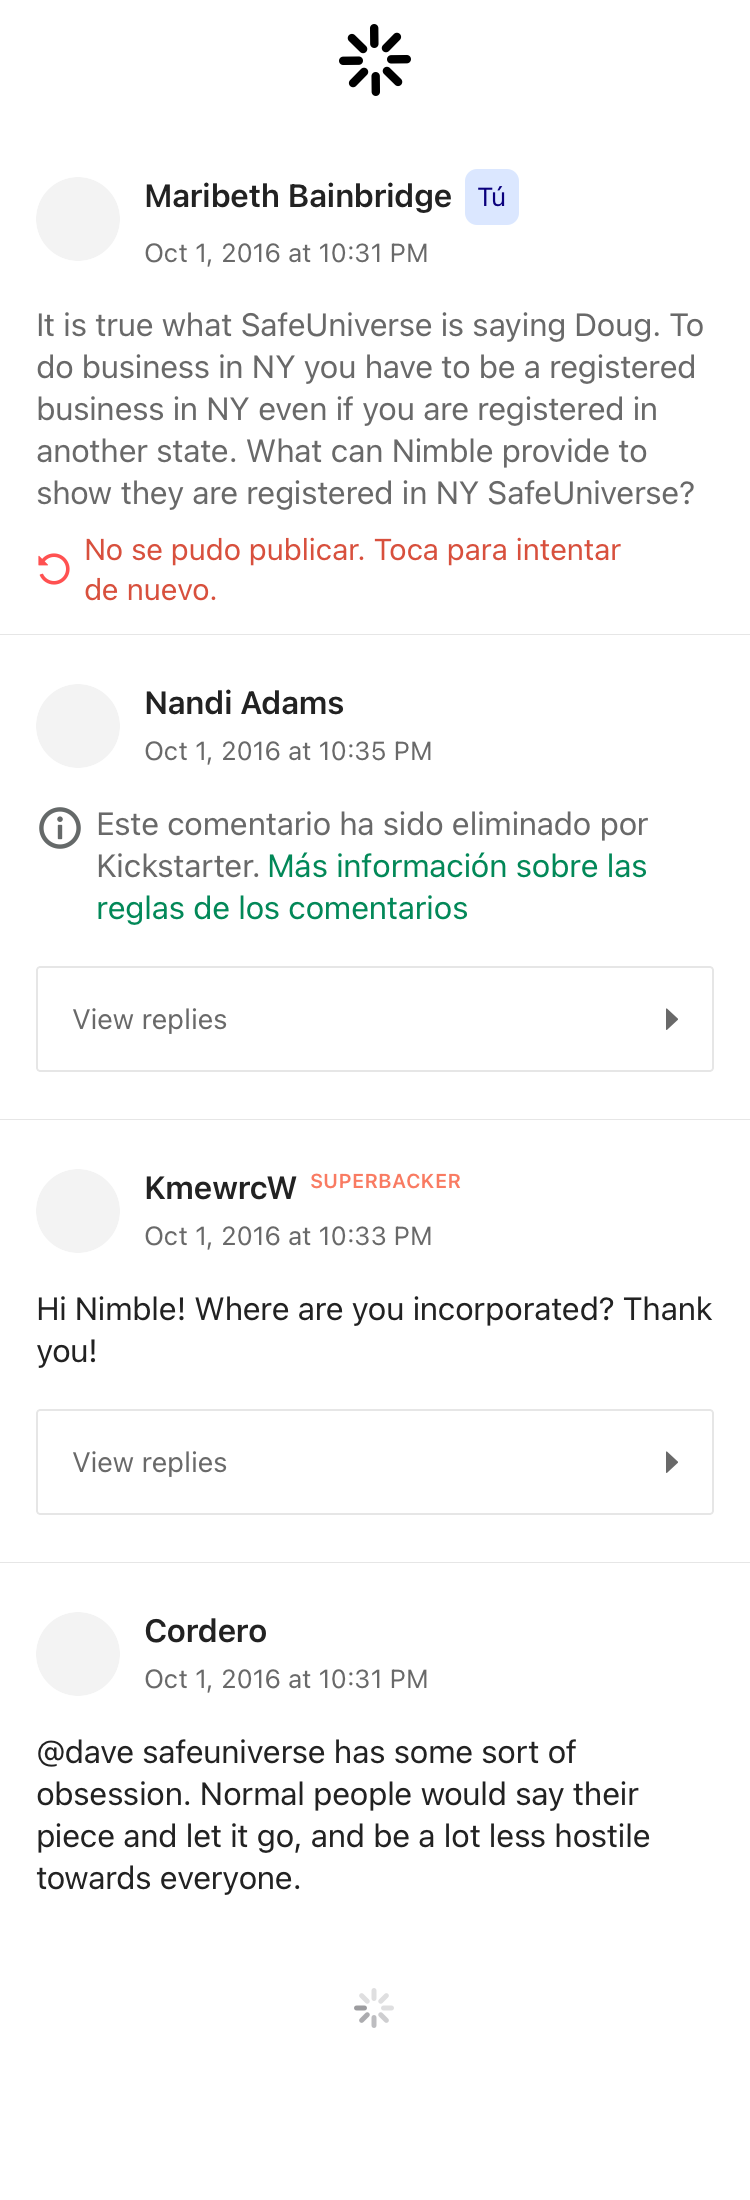 Maribeth Bainbridge Tú
Oct 1, 2016 at 10:31 PM
It is true what SafeUniverse is saying Doug. To
do business in NY you have to be a registered
business in NY even if you are registered in
another state. What can Nimble provide to
show they are registered in NY SafeUniverse?
No se pudo publicar. Toca para intentar
de nuevo.
Nandi Adams
Oct 1, 2016 at 10:35 PM
Este comentario ha sido eliminado por
Kickstarter. Más información sobre las
reglas de los comentarios
View replies
KmewrcW SUPERBACKER
Oct 1, 2016 at 10:33 PM
Hi Nimble! Where are you incorporated? Thank
you!
View replies
Cordero
Oct 1, 2016 at 10:31 PM
@dave safeuniverse has some sort of
obsession. Normal people would say their
piece and let it go, and be a lot less hostile
towards everyone.